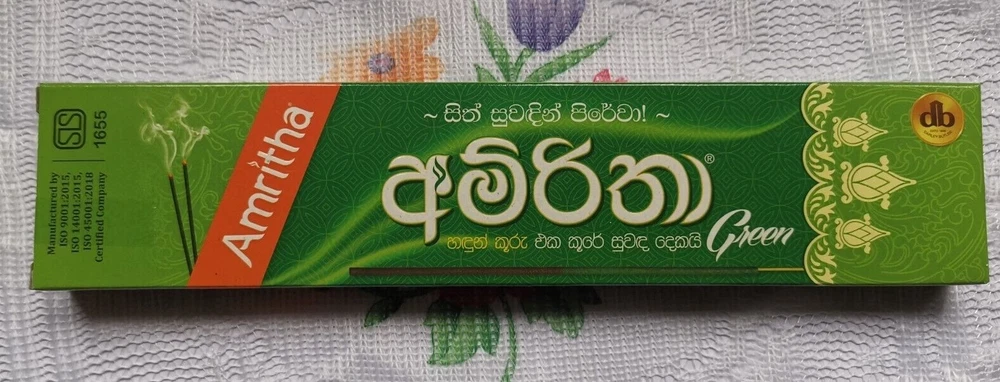 SLS
1655
Manufactured by
ISO 9001:2015,
ISO 14001:2015,
ISO 45001:2018
Certified Company
Amritha®
~ සිත් සුවඳින් පිරේවා! ~
අම්රිතා®
Green
හඳුන් කූරු එක කූරේ සුවඳ දෙකයි
db